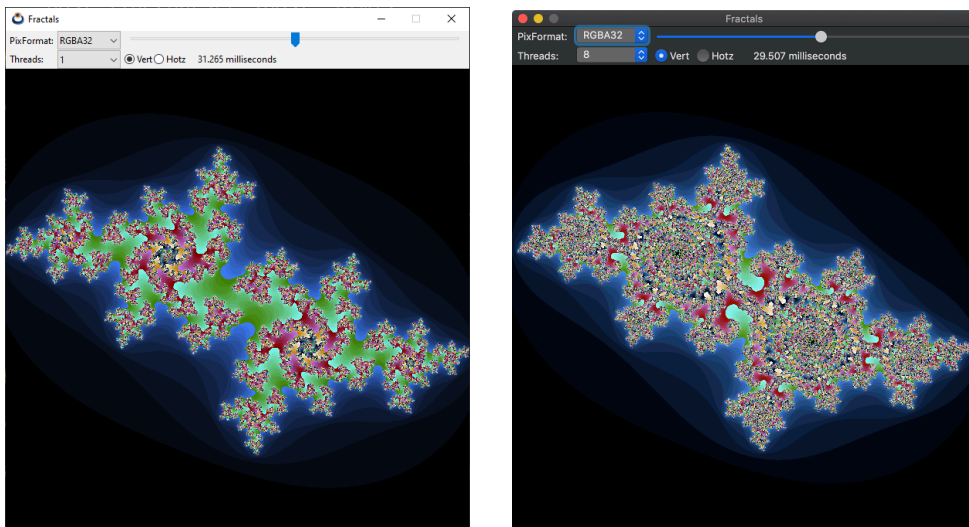 Fractals
PixFormat: RGBA32
Threads: 1 Vert Hotz 31.265 milliseconds
Fractals
PixFormat: RGBA32
Threads: 8 Vert Hotz 29.507 milliseconds